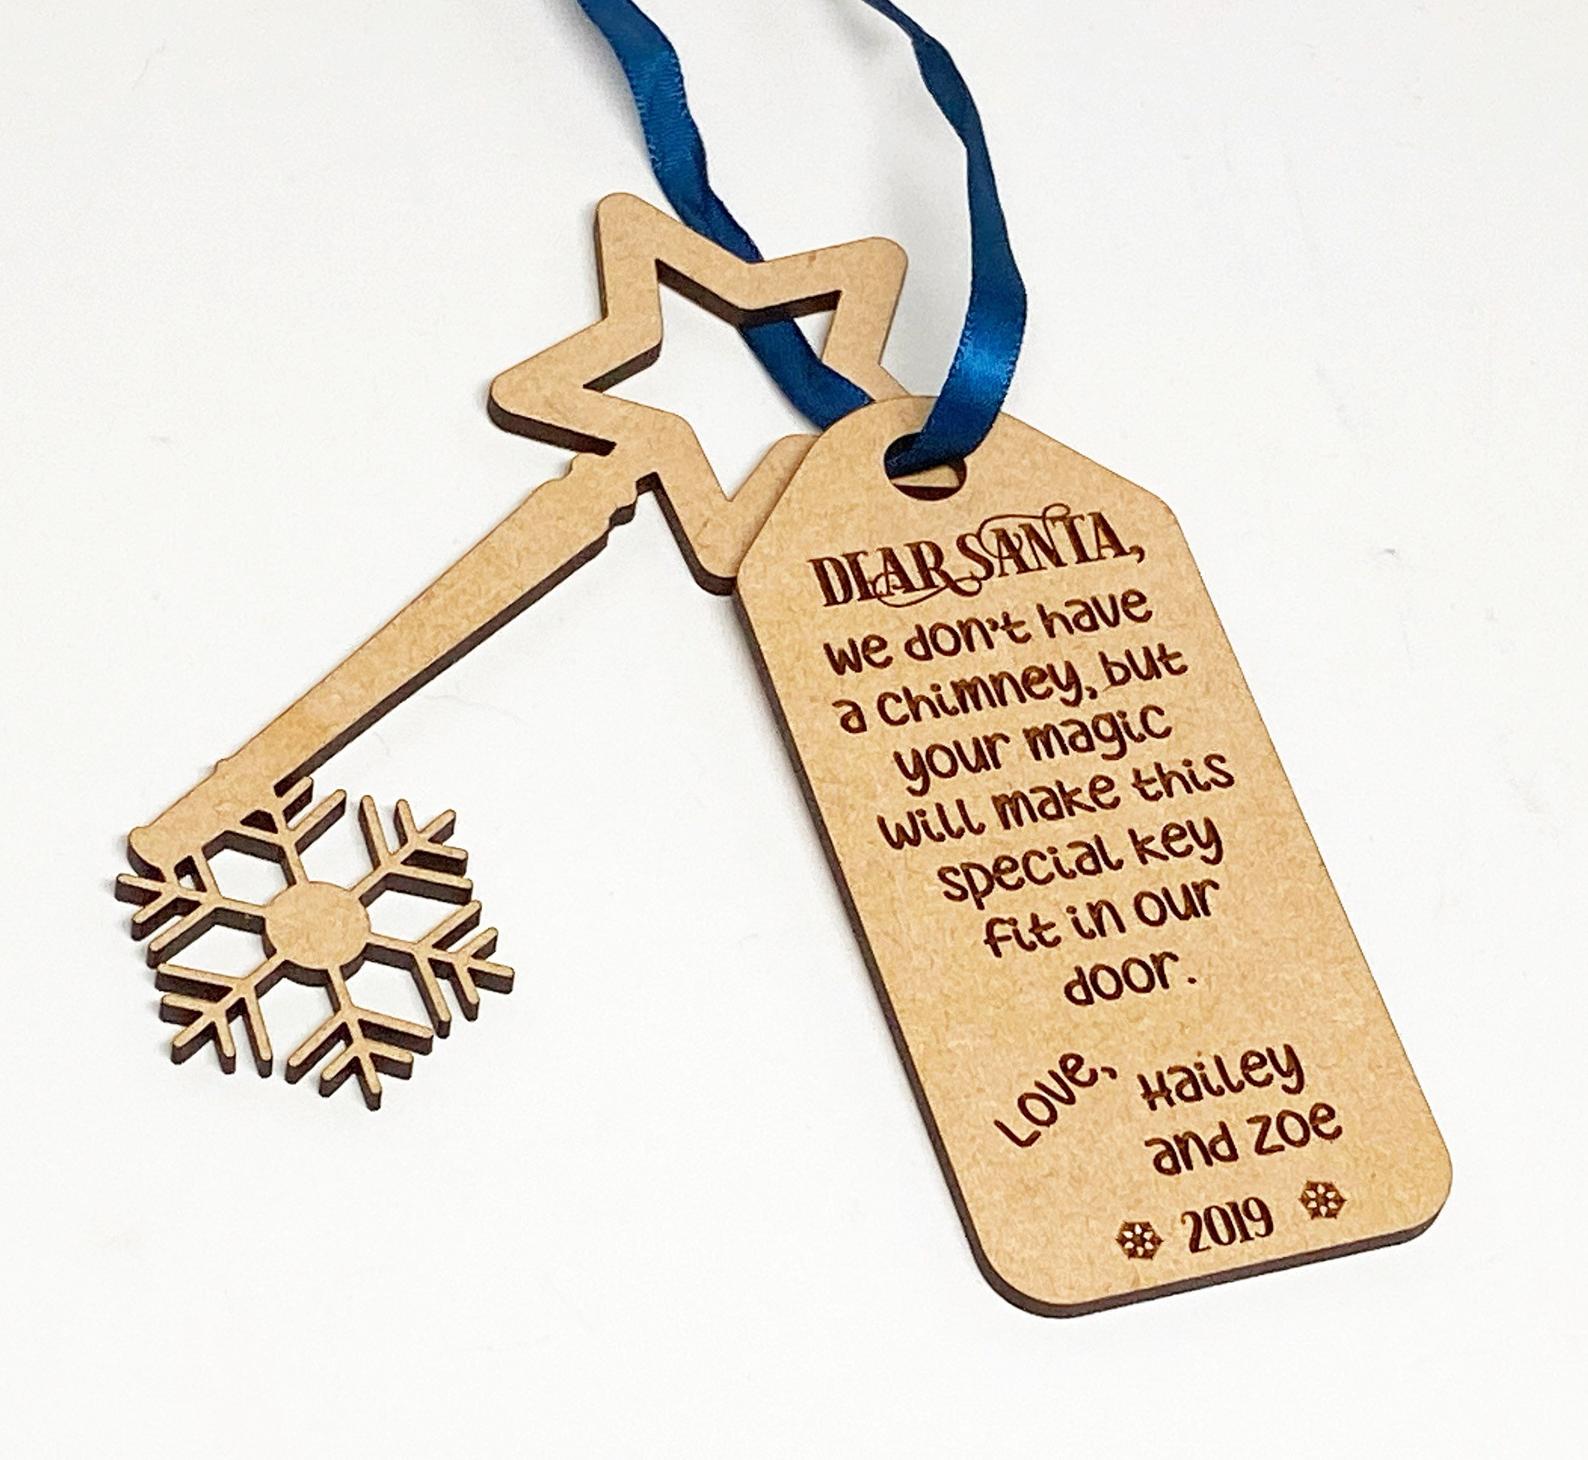 DEAR SANTA,
we don't have
a chimney, but
your magic
will make this
special key
fit in our
door.
Love,
Hailey
and Zoe
2019